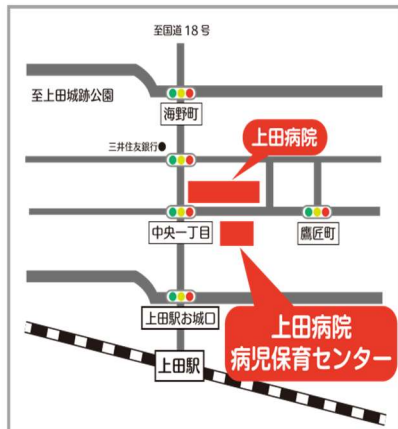 至国道18号
至上田城跡公園
海野町
三井住友銀行
上田病院
中央一丁目
鷹匠町
上田駅お城口
上田病院
病児保育センター
上田駅